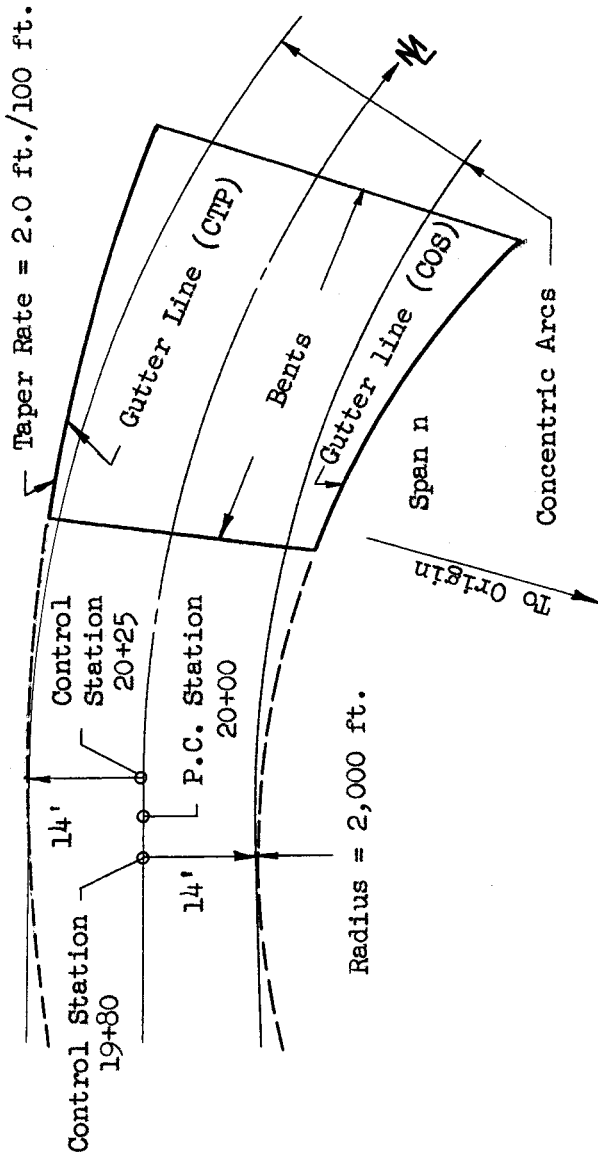 Taper Rate = 2.0 ft./100 ft.
Gutter Line (CTP)
Bents
Gutter line (COS)
Span n
Concentric Arcs
To Origin
Control
Station
20+25
P.C. Station
20+00
14'
14'
Control Station
19+80
Radius = 2,000 ft.